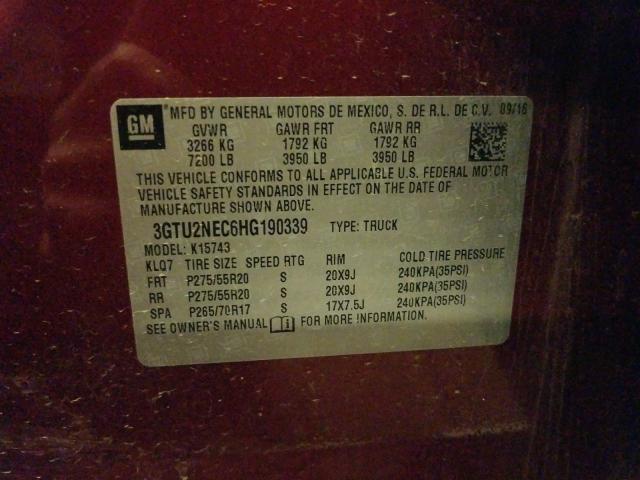 GM
*MFD BY GENERAL MOTORS DE MEXICO, S. DE R.L. DE C.V. 09/16
GVWR GAWR FRT GAWR RR
3266 KG 1792 KG 1792 KG
7200 LB 3950 LB 3950 LB
THIS VEHICLE CONFORMS TO ALL APPLICABLE U.S. FEDERAL MOTOR
VEHICLE SAFETY STANDARDS IN EFFECT ON THE DATE OF
MANUFACTURE SHOWN ABOVE.
3GTU2NEC6HG190339 TYPE: TRUCK
MODEL: K15743
KLQ7 TIRE SIZE SPEED RTG RIM COLD TIRE PRESSURE
FRT P275/55R20 S 20X9J 240KPA(35PSI)
RR P275/55R20 S 20X9J 240KPA(35PSI)
SPA P265/70R17 S 17X7.5J 240KPA(35PSI)
SEE OWNER'S MANUAL FOR MORE INFORMATION.